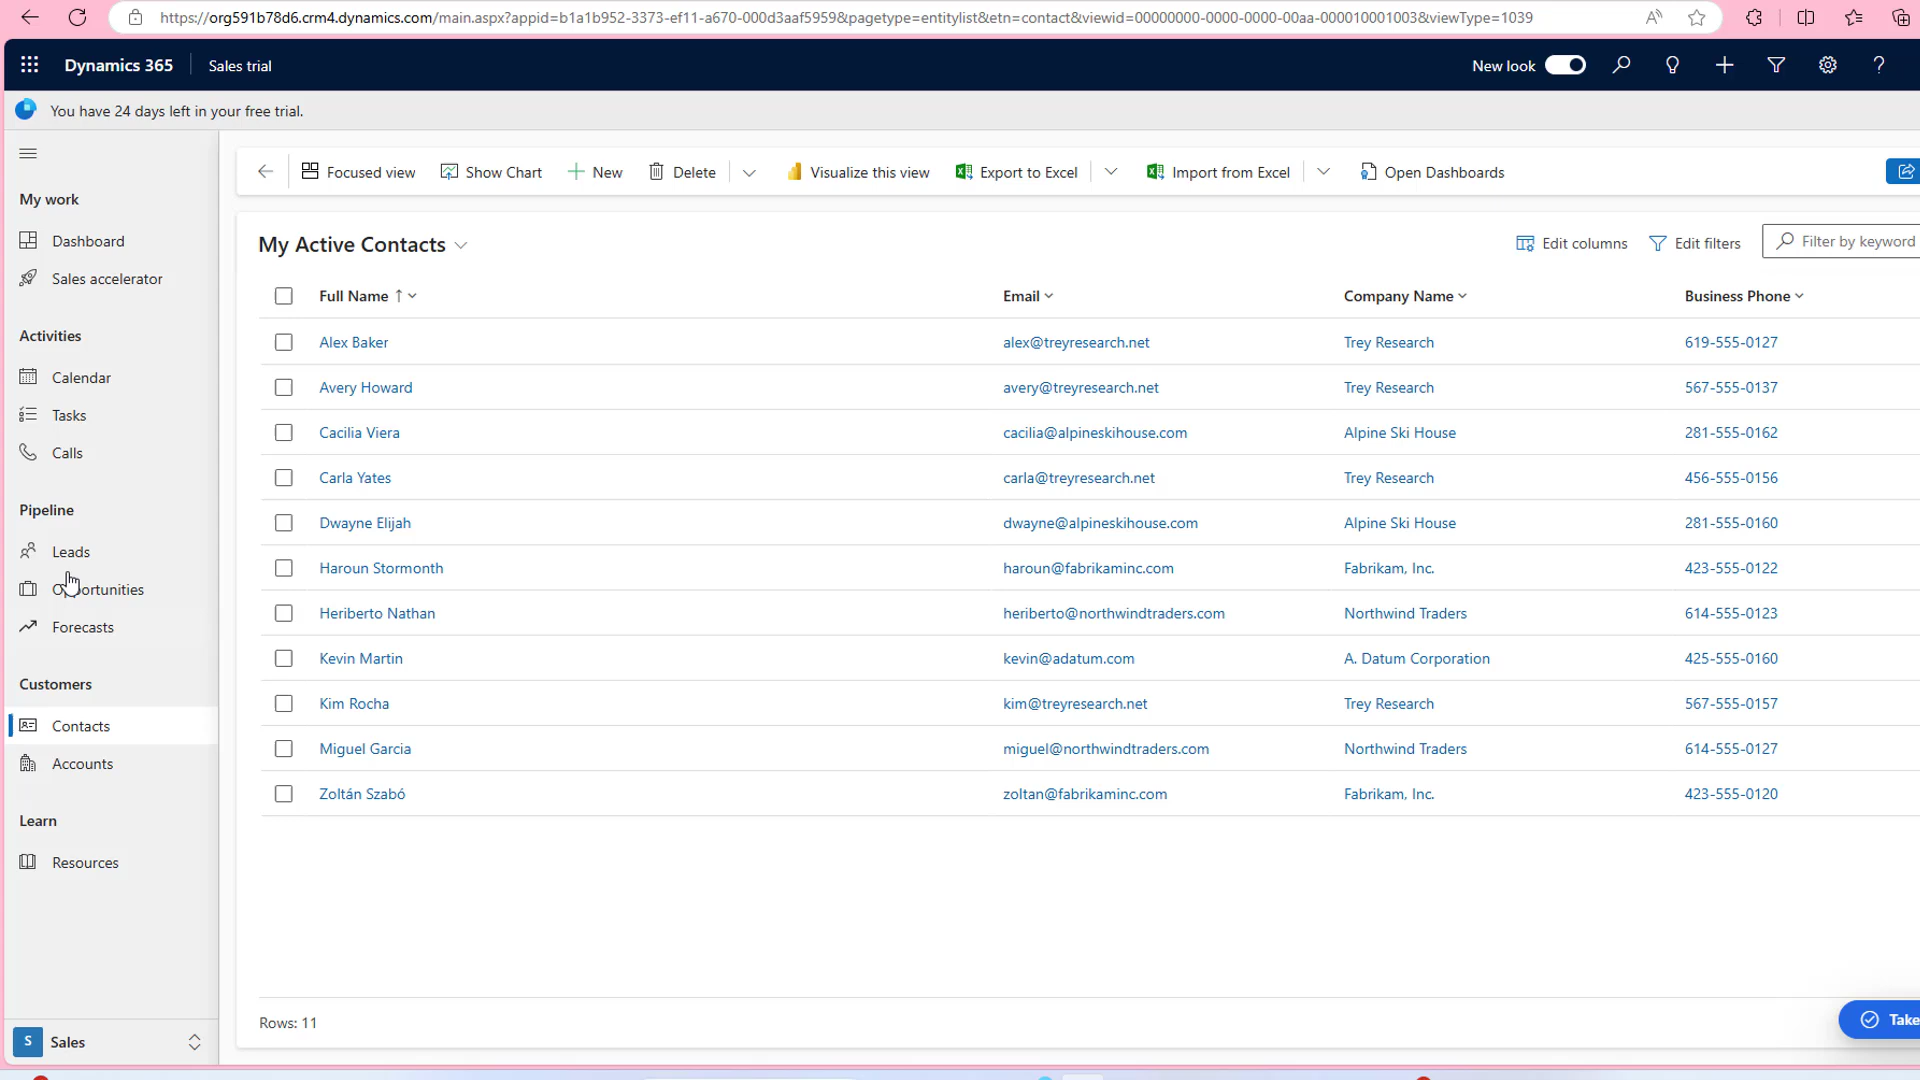 https://org591b78d6.crm4.dynamics.com/main.aspx?appid=b1a1b952-3373-ef11-a670-000d3aaf5959&pagetype=entitylist&etn=contact&viewid=00000000-0000-0000-00aa-000010001003&viewType=1039
Dynamics 365 Sales trial New look
You have 24 days left in your free trial.
My work
Dashboard
Sales accelerator
Activities
Calendar
Tasks
Calls
Pipeline
Leads
Opportunities
Forecasts
Customers
Contacts
Accounts
Learn
Resources
S Sales
Focused view Show Chart New Delete Visualize this view Export to Excel Import from Excel Open Dashboards
My Active Contacts Edit columns Edit filters Filter by keyword
Full Name Email Company Name Business Phone
Alex Baker alex@treyresearch.net Trey Research 619-555-0127
Avery Howard avery@treyresearch.net Trey Research 567-555-0137
Cacilia Viera cacilia@alpineskihouse.com Alpine Ski House 281-555-0162
Carla Yates carla@treyresearch.net Trey Research 456-555-0156
Dwayne Elijah dwayne@alpineskihouse.com Alpine Ski House 281-555-0160
Haroun Stormonth haroun@fabrikaminc.com Fabrikam, Inc. 423-555-0122
Heriberto Nathan heriberto@northwindtraders.com Northwind Traders 614-555-0123
Kevin Martin kevin@adatum.com A. Datum Corporation 425-555-0160
Kim Rocha kim@treyresearch.net Trey Research 567-555-0157
Miguel Garcia miguel@northwindtraders.com Northwind Traders 614-555-0127
Zoltán Szabó zoltan@fabrikaminc.com Fabrikam, Inc. 423-555-0120
Rows: 11
Take